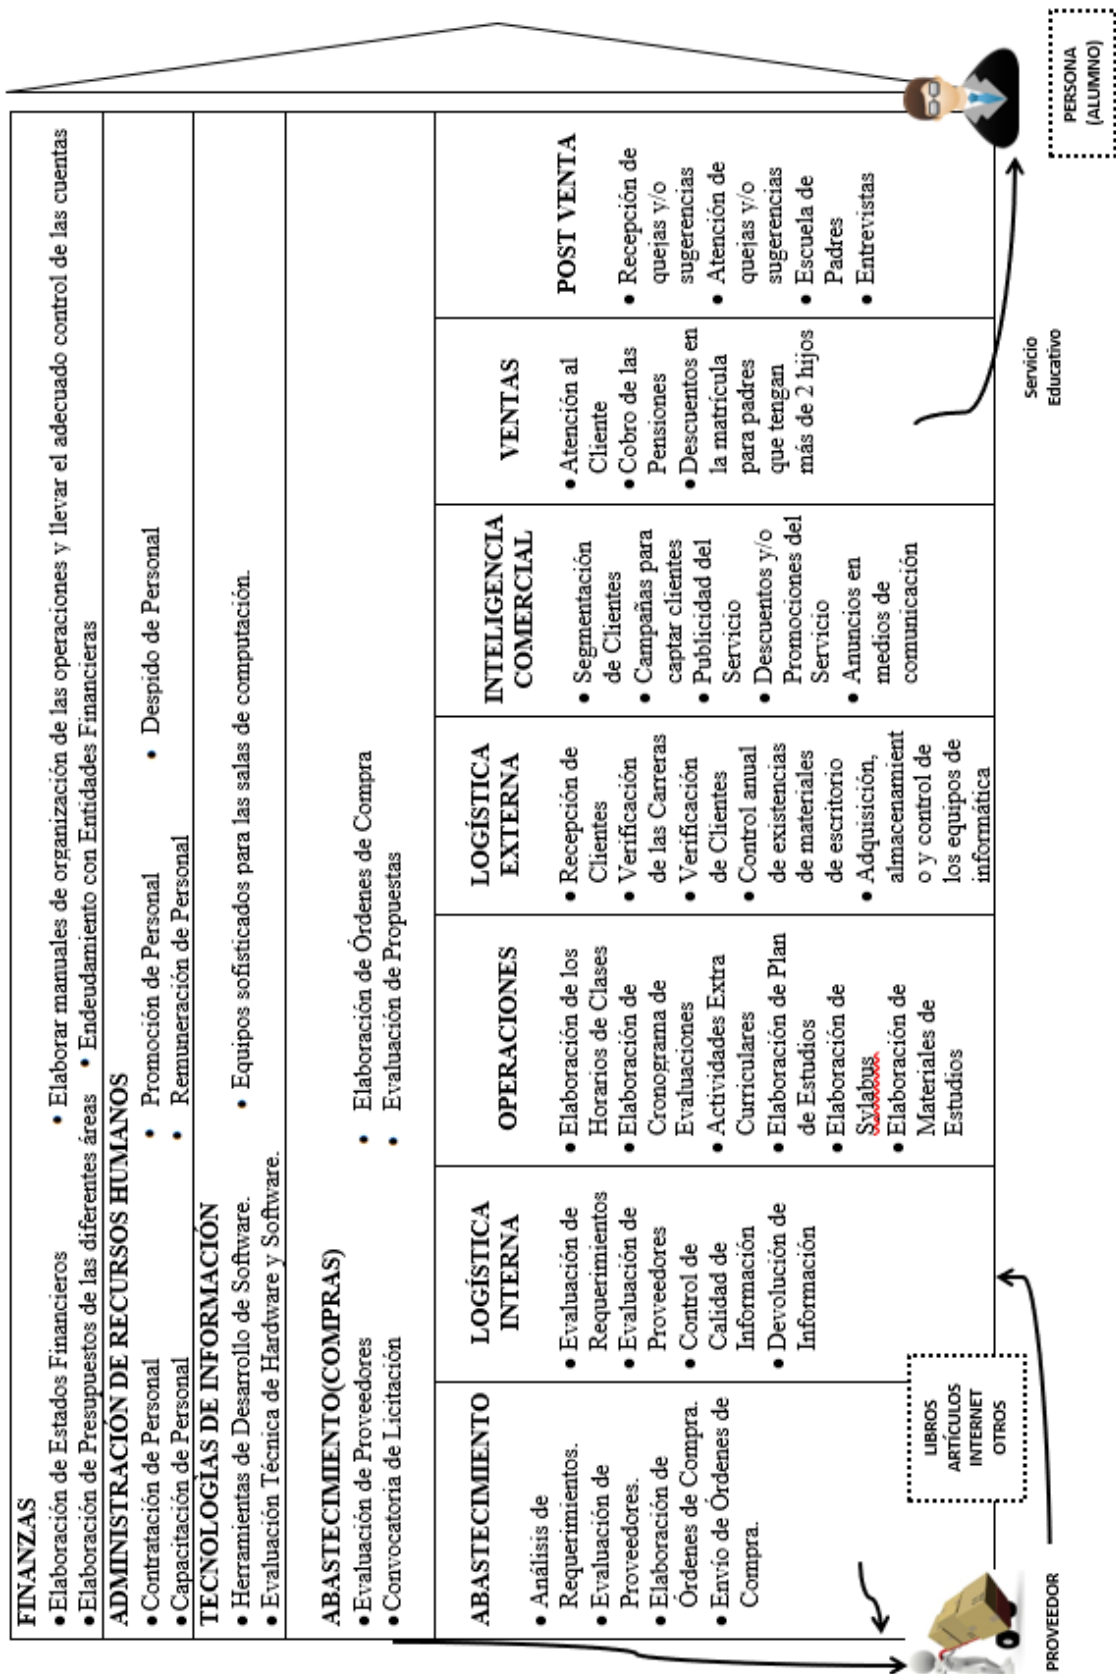 FINANZAS
• Elaboración de Estados Financieros
• Elaborar manuales de organización de las operaciones y llevar el adecuado control de las cuentas
• Elaboración de Presupuestos de las diferentes áreas
• Endeudamiento con Entidades Financieras
ADMINISTRACIÓN DE RECURSOS HUMANOS
• Contratación de Personal
• Promoción de Personal
• Despido de Personal
• Capacitación de Personal
• Remuneración de Personal
TECNOLOGÍAS DE INFORMACIÓN
• Herramientas de Desarrollo de Software.
• Equipos sofisticados para las salas de computación.
• Evaluación Técnica de Hardware y Software.
ABASTECIMIENTO(COMPRAS)
• Evaluación de Proveedores
• Elaboración de Órdenes de Compra
• Convocatoria de Licitación
• Evaluación de Propuestas
ABASTECIMIENTO
• Análisis de
Requerimientos.
• Evaluación de
Proveedores.
• Elaboración de
Órdenes de Compra.
• Envío de Órdenes de
Compra.
LOGÍSTICA
INTERNA
• Evaluación de
Requerimientos
• Evaluación de
Proveedores
• Control de
Calidad de
Información
• Devolución de
Información
OPERACIONES
• Elaboración de los
Horarios de Clases
• Elaboración de
Cronograma de
Evaluaciones
• Actividades Extra
Curriculares
• Elaboración de Plan
de Estudios
• Elaboración de
Sylabus
• Elaboración de
Materiales de
Estudios
LOGÍSTICA
EXTERNA
• Recepción de
Clientes
• Verificación
de las Carreras
• Verificación
de Clientes
• Control anual
de existencias
de materiales
de escritorio
• Adquisición,
almacenamient
o y control de
los equipos de
informática
INTELIGENCIA
COMERCIAL
• Segmentación
de Clientes
• Campañas para
captar clientes
• Publicidad del
Servicio
• Descuentos y/o
Promociones del
Servicio
• Anuncios en
medios de
comunicación
VENTAS
• Atención al
Cliente
• Cobro de las
Pensiones
• Descuentos en
la matrícula
para padres
que tengan
más de 2 hijos
POST VENTA
• Recepción de
quejas y/o
sugerencias
• Atención de
quejas y/o
sugerencias
• Escuela de
Padres
• Entrevistas
PROVEEDOR
LIBROS
ARTÍCULOS
INTERNET
OTROS
Servicio
Educativo
PERSONA
(ALUMNO)